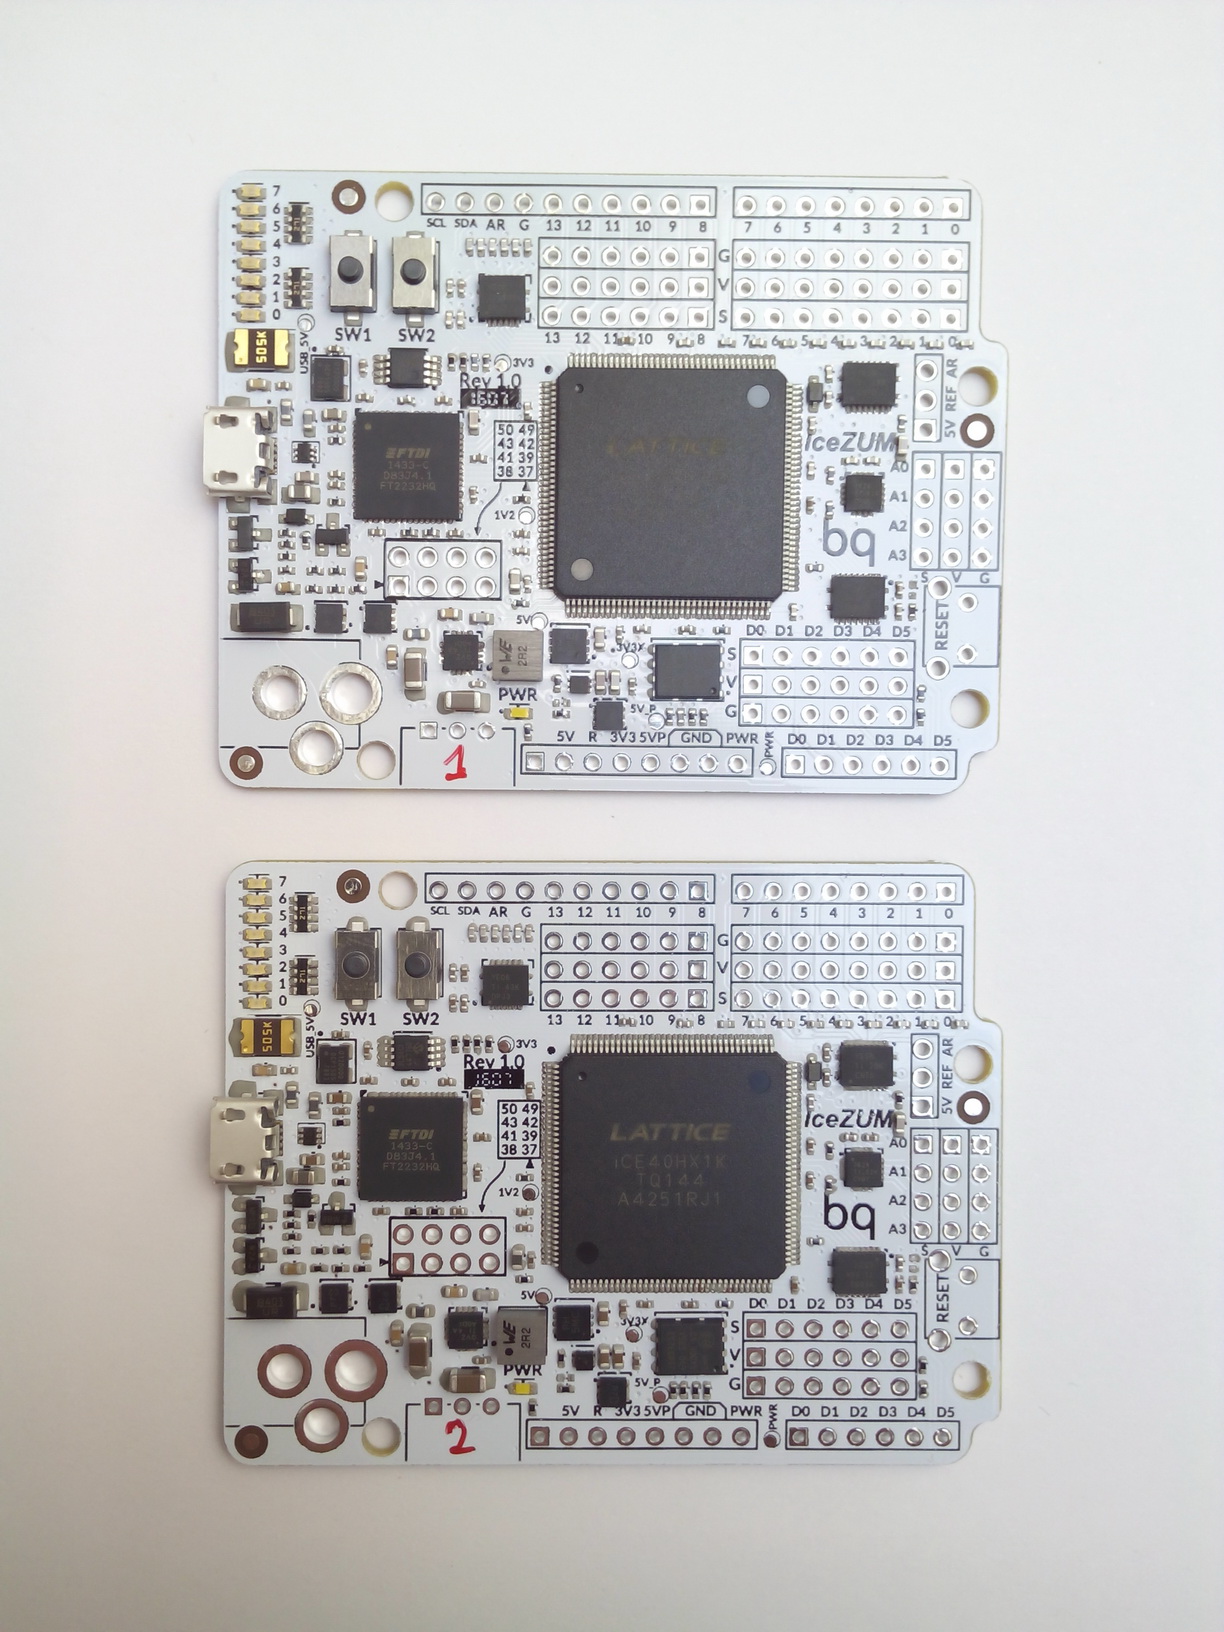 7
6
5
4
3
2
1
0
SCL SDA AR G 13 12 11 10 9 8 7 6 5 4 3 2 1 0
G
V
S
13 12 11 10 9 8 7 6 5 4 3 2 1 0
SW1 SW2
505K
USB_5V
3V3
Rev 1.0
1607
50 49
43 42
41 39
38 37
1V2
FTDI
1433-C
D83J4.1
FT2232HQ
LATTICE
iceZUM
bq
5V REF AR
A0
A1
A2
A3
S V G
RESET
5V
WE
2R2
PWR
3V3
5V_P
D0 D1 D2 D3 D4 D5
S
V
G
5V R 3V3 5VP GND PWR
PWR
D0 D1 D2 D3 D4 D5
1
7
6
5
4
3
2
1
0
SCL SDA AR G 13 12 11 10 9 8 7 6 5 4 3 2 1 0
G
V
S
13 12 11 10 9 8 7 6 5 4 3 2 1 0
SW1 SW2
505K
USB_5V
3V3
Rev 1.0
1607
50 49
43 42
41 39
38 37
1V2
FTDI
1433-C
D83J4.1
FT2232HQ
LATTICE
iCE40HX1K
TQ144
A4251RJ1
iceZUM
bq
5V REF AR
A0
A1
A2
A3
S V G
RESET
5V
WE
2R2
PWR
3V3
5V_P
D0 D1 D2 D3 D4 D5
S
V
G
5V R 3V3 5VP GND PWR
PWR
D0 D1 D2 D3 D4 D5
2